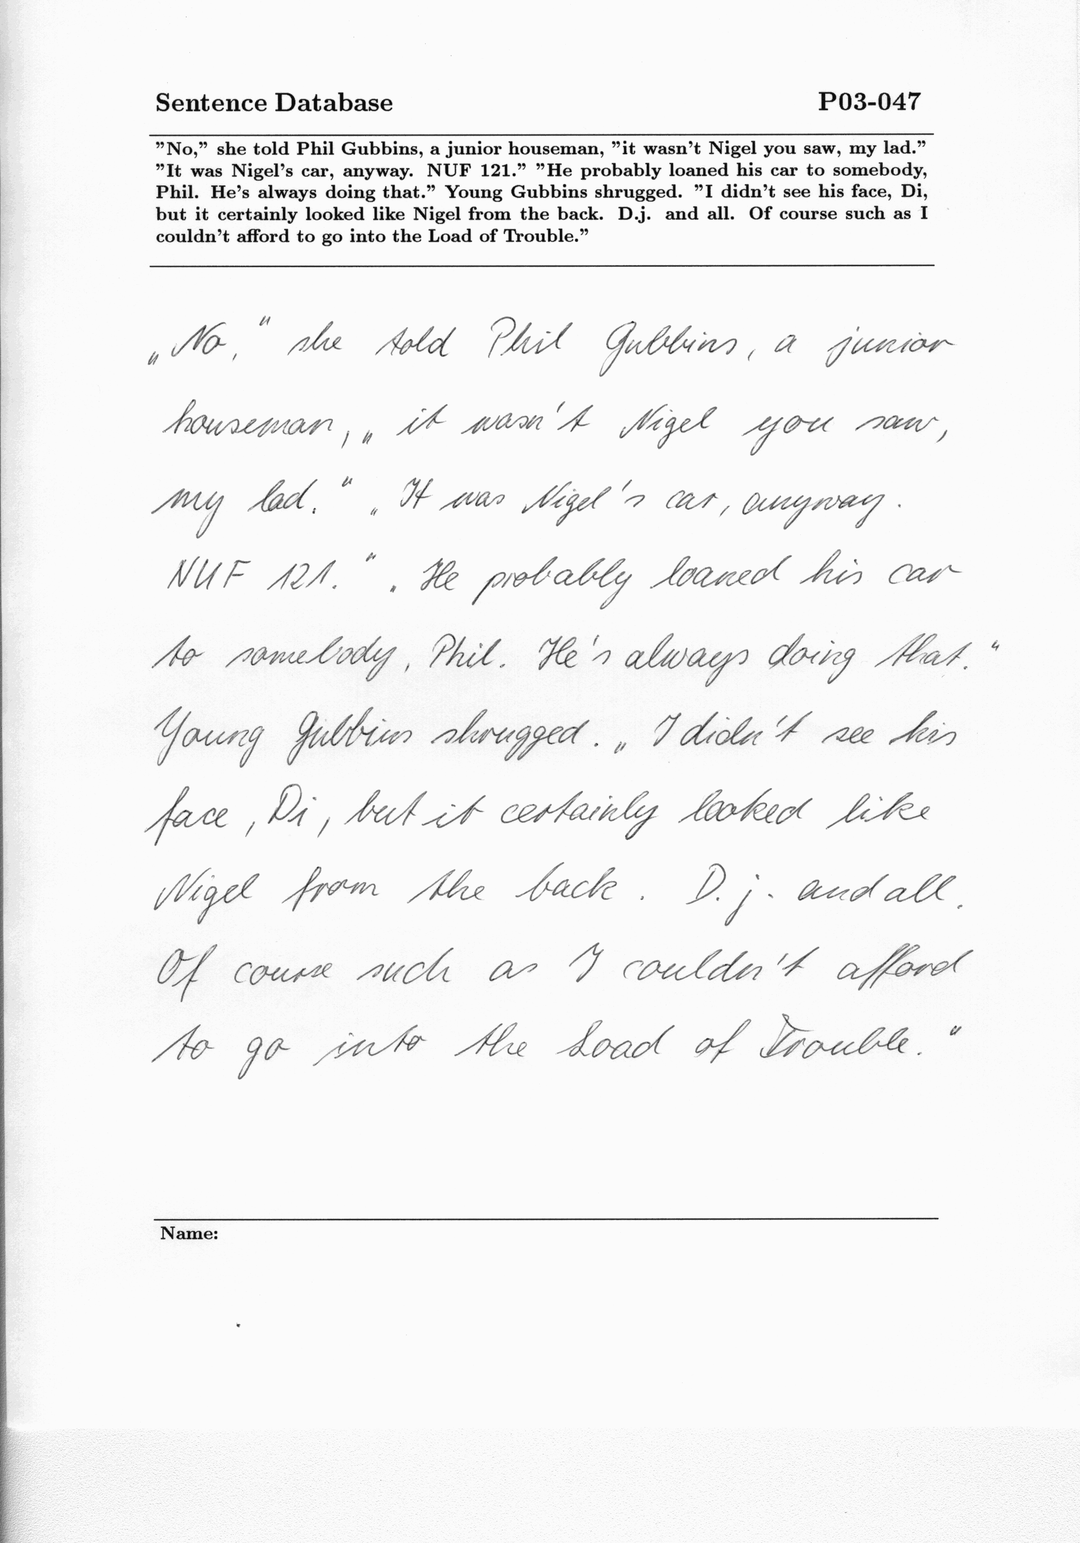 Sentence Database P03-047
"No," she told Phil Gubbins, a junior houseman, "it wasn't Nigel you saw, my lad."
"It was Nigel's car, anyway. NUF 121." "He probably loaned his car to somebody,
Phil. He's always doing that." Young Gubbins shrugged. "I didn't see his face, Di,
but it certainly looked like Nigel from the back. D.j. and all. Of course such as I
couldn't afford to go into the Load of Trouble."
„No," she told Phil Gubbins, a junior
houseman, „it wasn't Nigel you saw,
my lad." „It was Nigel's car, anyway.
NUF 121." „He probably loaned his car
to somebody, Phil. He's always doing that."
Young Gubbins shrugged. „I didn't see his
face, Di, but it certainly looked like
Nigel from the back. D.j. and all.
Of course such as I couldn't afford
to go into the Load of Trouble."
Name: